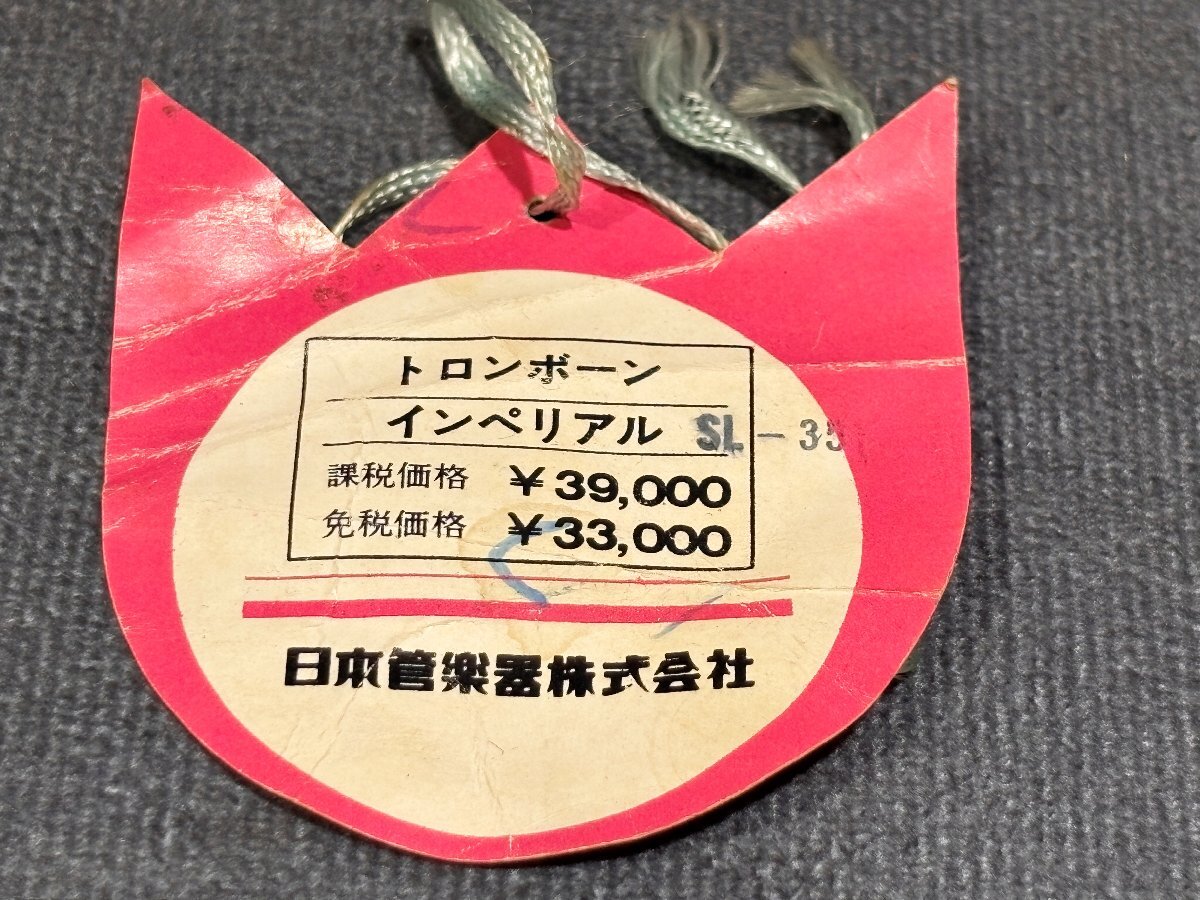 トロンボーン
インペリアル SL-35
課税価格 ¥39,000
免税価格 ¥33,000
日本管楽器株式会社